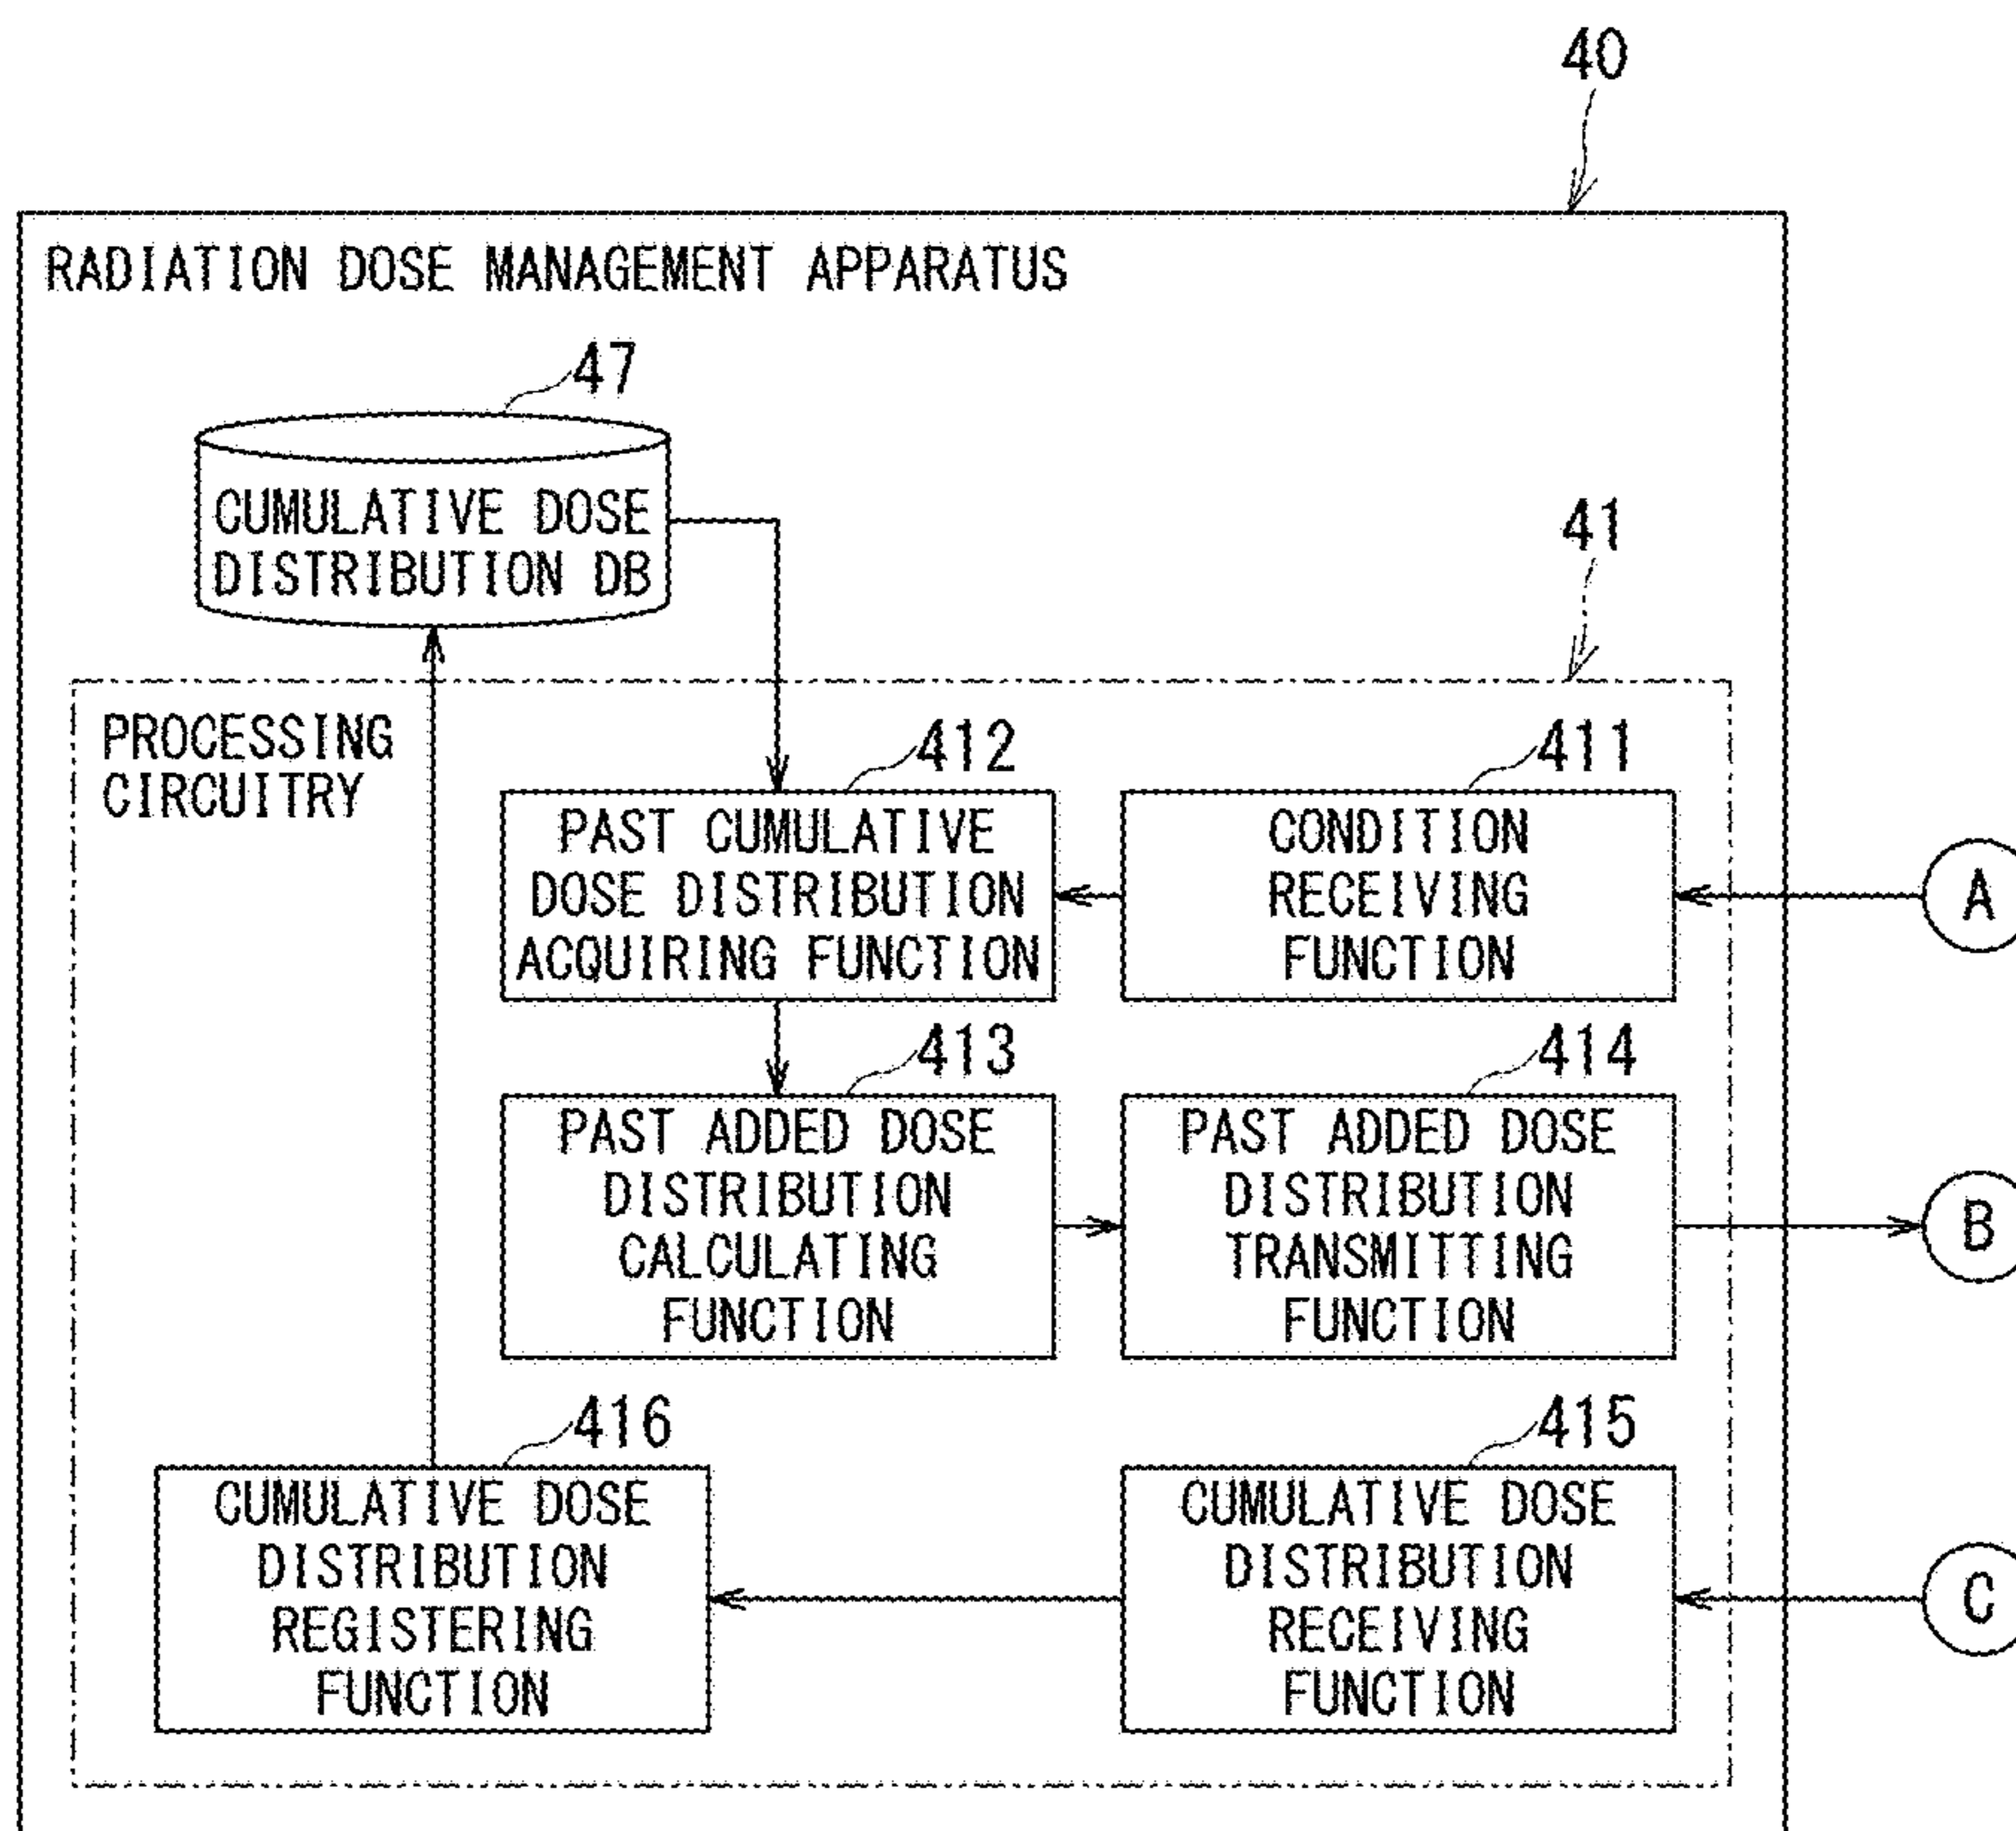 40
RADIATION DOSE MANAGEMENT APPARATUS
47
CUMULATIVE DOSE
DISTRIBUTION DB
41
PROCESSING
CIRCUITRY
412
PAST CUMULATIVE
DOSE DISTRIBUTION
ACQUIRING FUNCTION
411
CONDITION
RECEIVING
FUNCTION
A
413
PAST ADDED DOSE
DISTRIBUTION
CALCULATING
FUNCTION
414
PAST ADDED DOSE
DISTRIBUTION
TRANSMITTING
FUNCTION
B
416
CUMULATIVE DOSE
DISTRIBUTION
REGISTERING
FUNCTION
415
CUMULATIVE DOSE
DISTRIBUTION
RECEIVING
FUNCTION
C